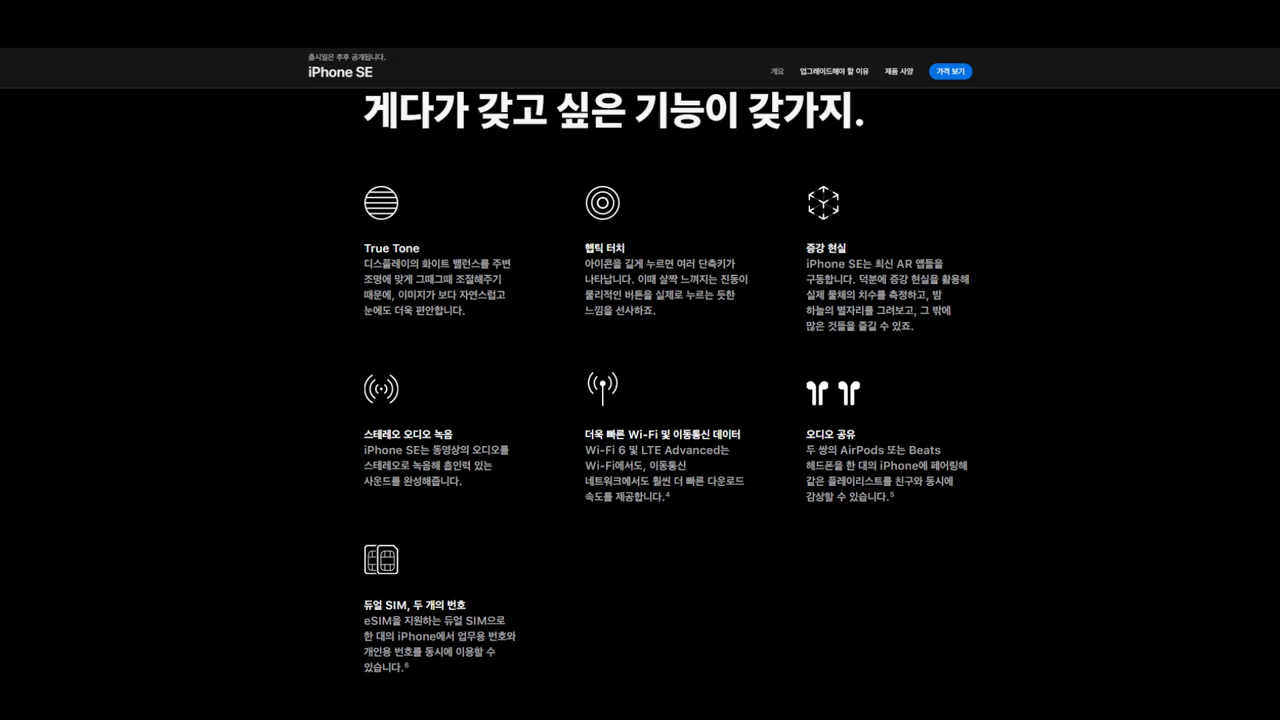 출시일은 추후 공개됩니다.
iPhone SE
개요
업그레이드해야 할 이유
제품 사양
가격 보기
게다가 갖고 싶은 기능이 갖가지.
True Tone
디스플레이의 화이트 밸런스를 주변
조명에 맞게 그때그때 조절해주기
때문에, 이미지가 보다 자연스럽고
눈에도 더욱 편안합니다.
햅틱 터치
아이콘을 길게 누르면 여러 단축키가
나타납니다. 이때 살짝 느껴지는 진동이
물리적인 버튼을 실제로 누르는 듯한
느낌을 선사하죠.
증강 현실
iPhone SE는 최신 AR 앱들을
구동합니다. 덕분에 증강 현실을 활용해
실제 물체의 치수를 측정하고, 밤
하늘의 별자리를 그려보고, 그 밖에
많은 것들을 즐길 수 있죠.
스테레오 오디오 녹음
iPhone SE는 동영상의 오디오를
스테레오로 녹음해 흡인력 있는
사운드를 완성해줍니다.
더욱 빠른 Wi-Fi 및 이동통신 데이터
Wi-Fi 6 및 LTE Advanced는
Wi-Fi에서도, 이동통신
네트워크에서도 훨씬 더 빠른 다운로드
속도를 제공합니다.⁴
오디오 공유
두 쌍의 AirPods 또는 Beats
헤드폰을 한 대의 iPhone에 페어링해
같은 플레이리스트를 친구와 동시에
감상할 수 있습니다.⁵
듀얼 SIM, 두 개의 번호
eSIM을 지원하는 듀얼 SIM으로
한 대의 iPhone에서 업무용 번호와
개인용 번호를 동시에 이용할 수
있습니다.⁶